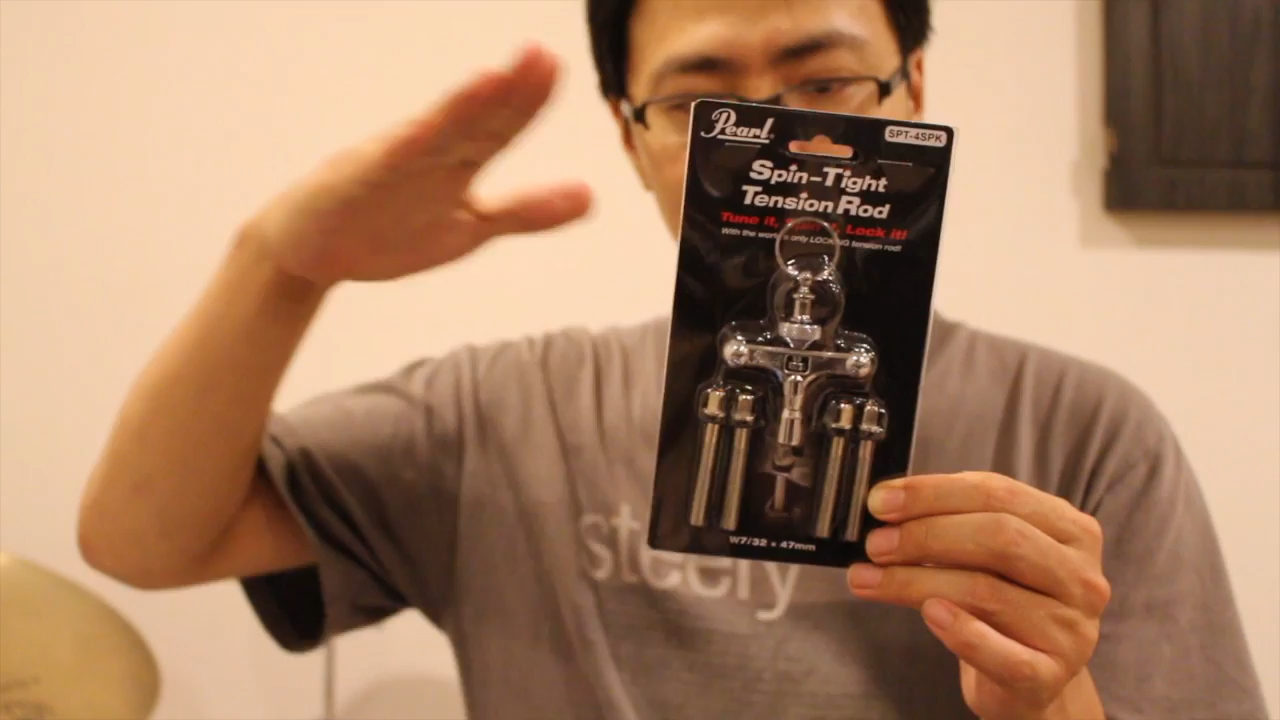 Pearl
SPT-4SPK
Spin-Tight
Tension Rod
Tune it, it, Lock it!
With the world's only LOCKING tension rod!
W7/32 x 47mm
steely